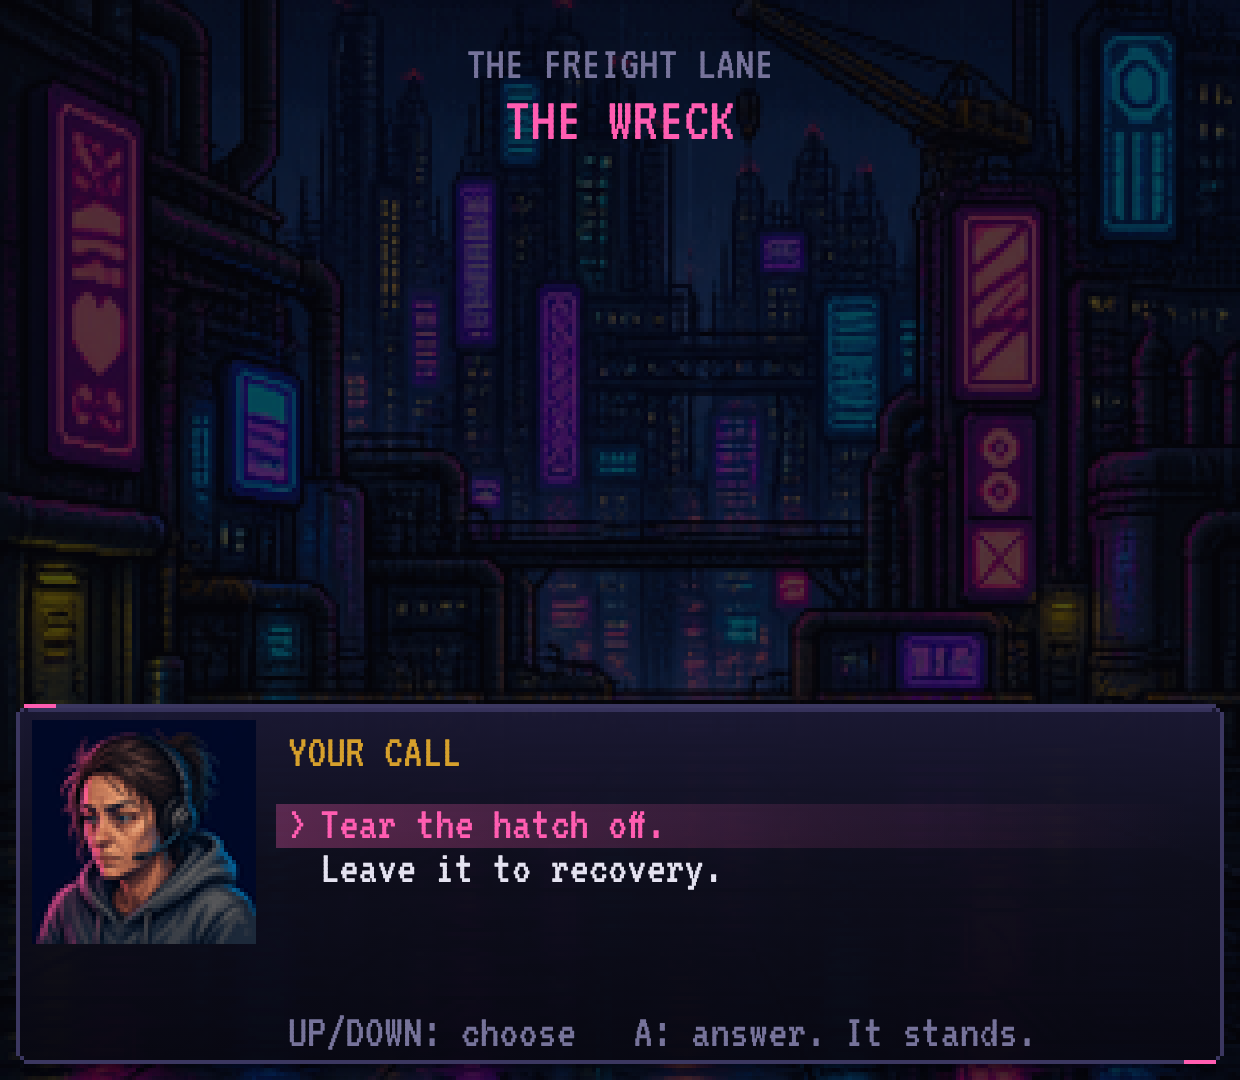 THE FREIGHT LANE
THE WRECK
YOUR CALL
> Tear the hatch off.
Leave it to recovery.
UP/DOWN: choose A: answer. It stands.